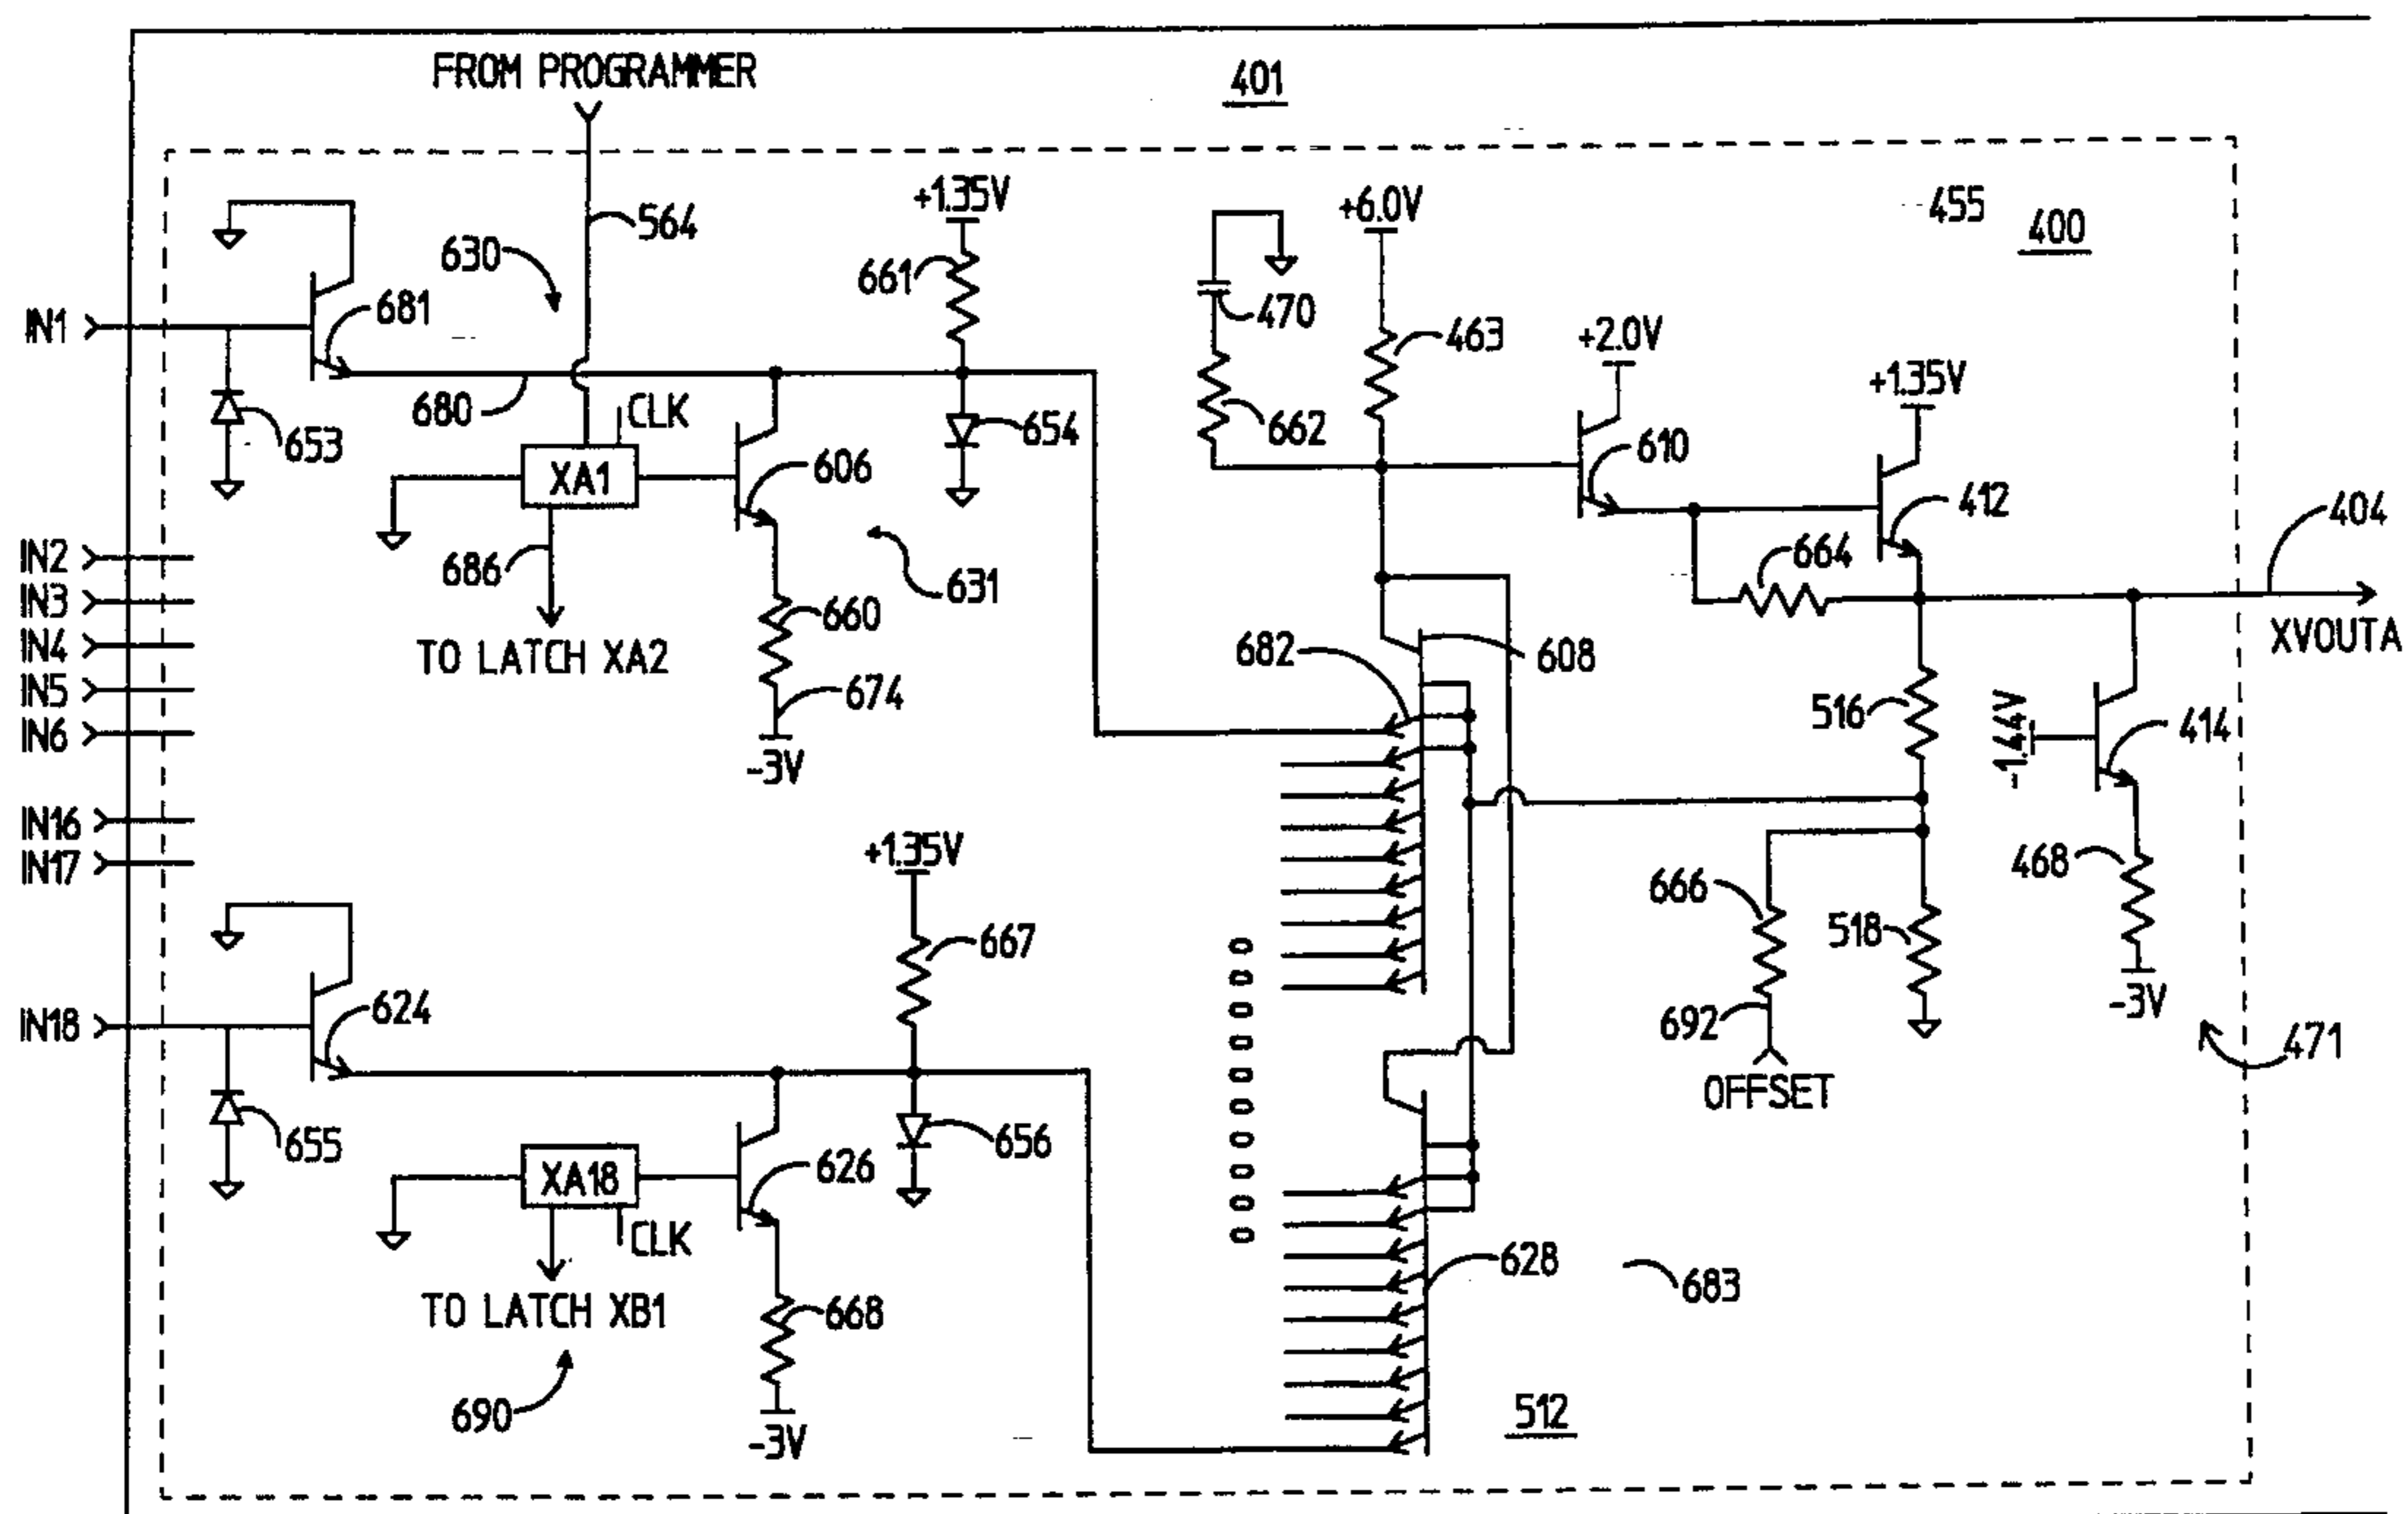 FROM PROGRAMMER
401
+1.35V
+6.0V
455
400
564
630
661
470
463
+2.0V
+1.35V
IN1
681
680
CLK
653
654
662
610
XA1
606
412
404
IN2
686
631
664
IN3
XVOUTA
IN4
TO LATCH XA2
660
682
608
IN5
674
516
-1.44V
414
IN6
-3V
IN16
+1.35V
IN17
666
468
667
518
624
692
-3V
IN18
471
OFFSET
655
656
XA18
626
CLK
628
683
TO LATCH XB1
668
690
-3V
512